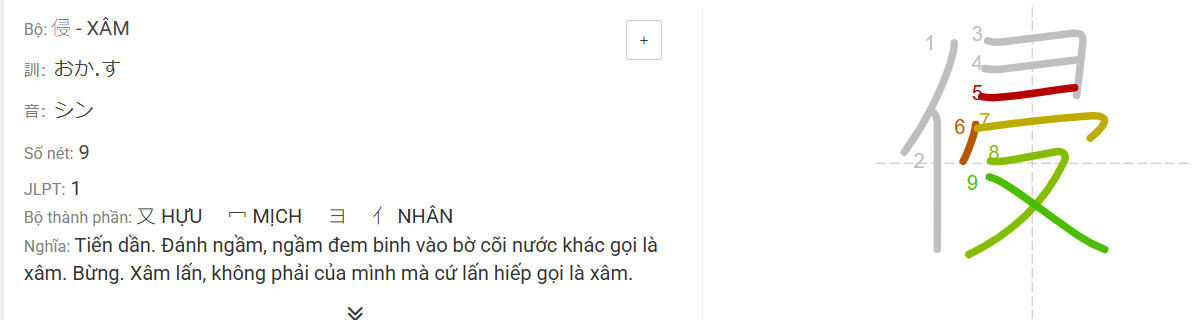 Bộ: 侵 - XÂM
+
訓: おか.す
音: シン
Số nét: 9
JLPT: 1
Bộ thành phần: 又 HỰU 冖 MỊCH ヨ 亻 NHÂN
Nghĩa: Tiến dần. Đánh ngầm, ngầm đem binh vào bờ cõi nước khác gọi là
xâm. Bừng. Xâm lấn, không phải của mình mà cứ lấn hiếp gọi là xâm.
侵
1
2
3
4
5
6
7
8
9